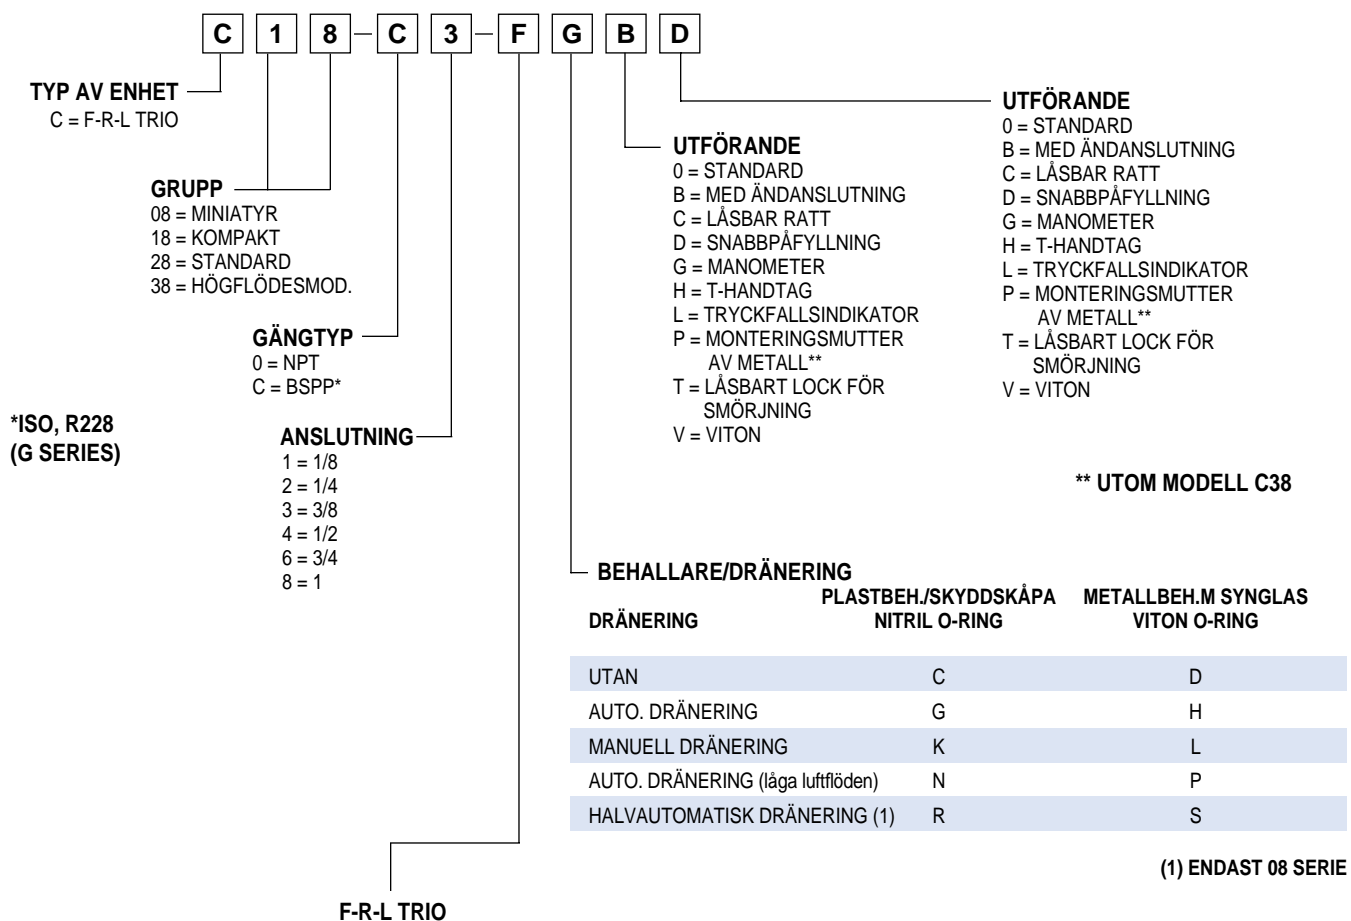 C 1 8 - C 3 - F G B D
TYP AV ENHET
C = F-R-L TRIO
GRUPP
08 = MINIATYR
18 = KOMPAKT
28 = STANDARD
38 = HÖGFLÖDESMOD.
GÄNGTYP
0 = NPT
C = BSPP*
*ISO, R228
(G SERIES)
ANSLUTNING
1 = 1/8
2 = 1/4
3 = 3/8
4 = 1/2
6 = 3/4
8 = 1
UTFÖRANDE
0 = STANDARD
B = MED ÄNDANSLUTNING
C = LÅSBAR RATT
D = SNABBPÅFYLLNING
G = MANOMETER
H = T-HANDTAG
L = TRYCKFALLSINDIKATOR
P = MONTERINGSMUTTER
AV METALL**
T = LÅSBART LOCK FÖR
SMÖRJNING
V = VITON
UTFÖRANDE
0 = STANDARD
B = MED ÄNDANSLUTNING
C = LÅSBAR RATT
D = SNABBPÅFYLLNING
G = MANOMETER
H = T-HANDTAG
L = TRYCKFALLSINDIKATOR
P = MONTERINGSMUTTER
AV METALL**
T = LÅSBART LOCK FÖR
SMÖRJNING
V = VITON
** UTOM MODELL C38
BEHALLARE/DRÄNERING
PLASTBEH./SKYDDSKÅPA METALLBEH.M SYNGLAS
DRÄNERING NITRIL O-RING VITON O-RING
UTAN C D
AUTO. DRÄNERING G H
MANUELL DRÄNERING K L
AUTO. DRÄNERING (låga luftflöden) N P
HALVAUTOMATISK DRÄNERING (1) R S
(1) ENDAST 08 SERIE
F-R-L TRIO